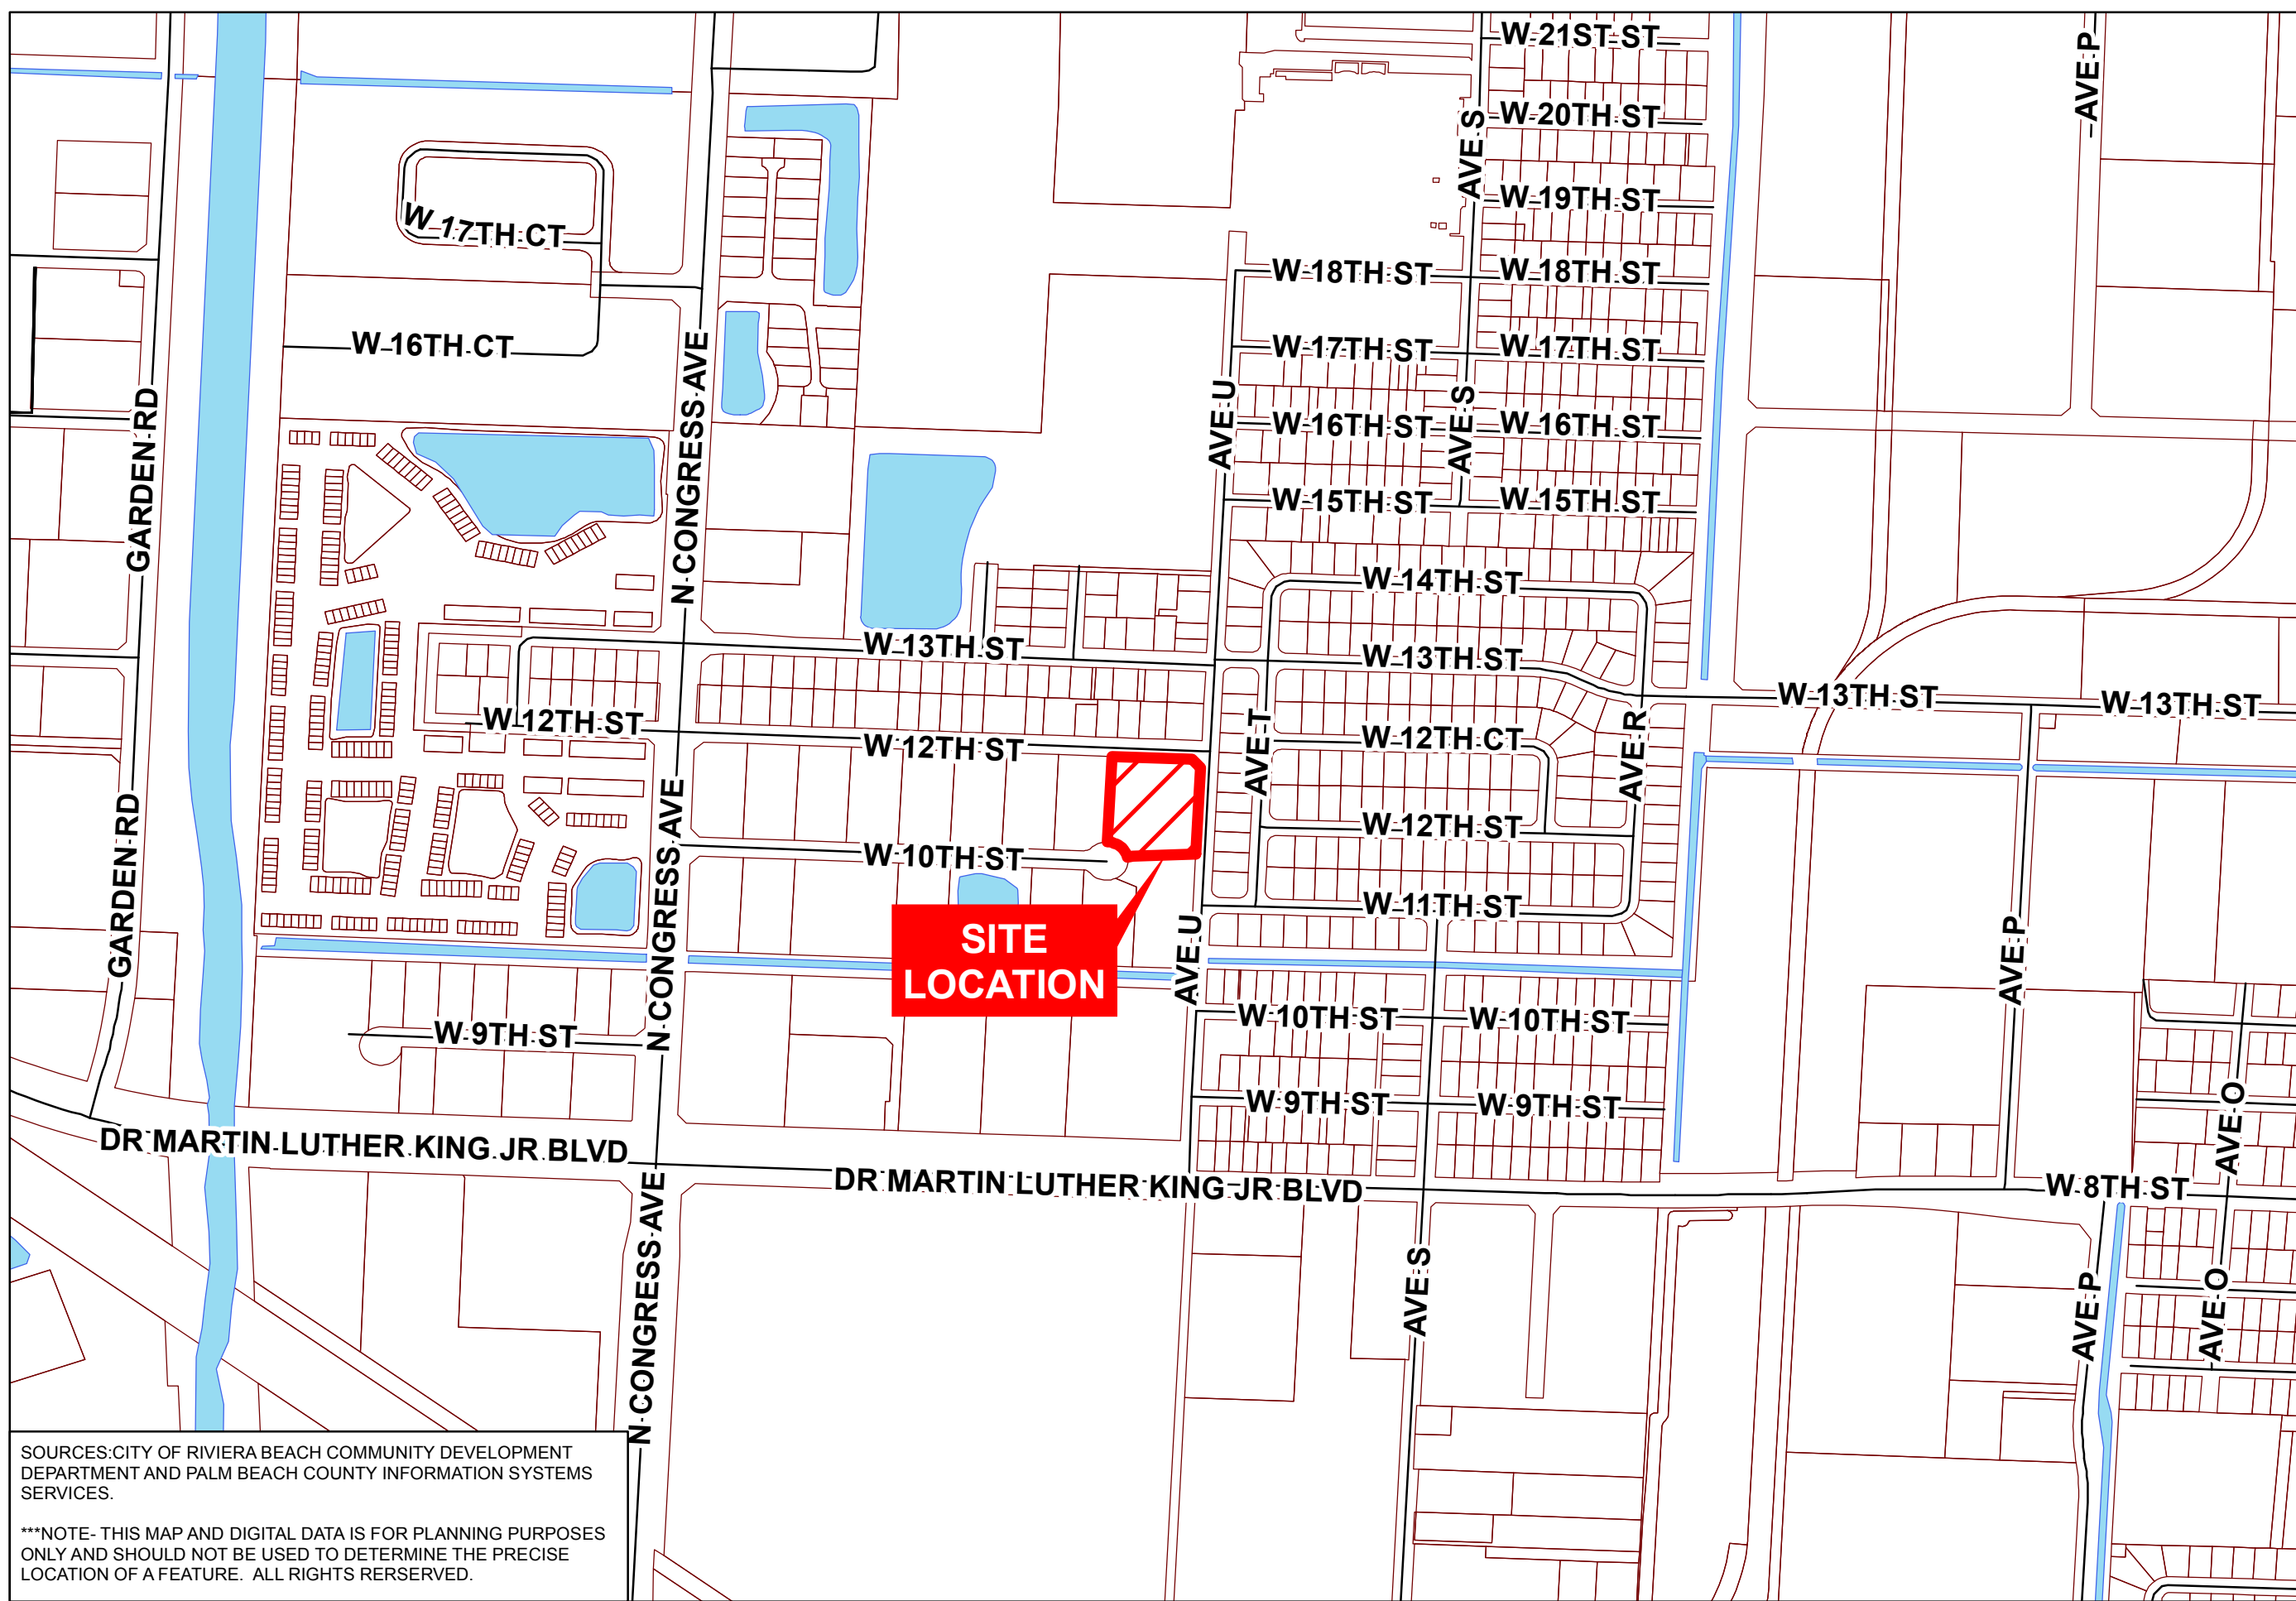 W 21ST ST
AVE P
W 20TH ST
AVE S
W 19TH ST
W 17TH CT
W 18TH ST
W 18TH ST
W 16TH CT
W 17TH ST
W 17TH ST
N CONGRESS AVE
AVE U
AVE S
GARDEN RD
W 16TH ST
W 16TH ST
W 15TH ST
W 15TH ST
W 14TH ST
W 13TH ST
W 13TH ST
W 13TH ST
W 13TH ST
W 12TH ST
W 12TH ST
AVE T
W 12TH CT
AVE R
GARDEN RD
N CONGRESS AVE
W 12TH ST
W 10TH ST
W 11TH ST
SITE
LOCATION
AVE U
AVE P
W 9TH ST
W 10TH ST
W 10TH ST
W 9TH ST
W 9TH ST
AVE O
DR MARTIN LUTHER KING JR BLVD
DR MARTIN LUTHER KING JR BLVD
W 8TH ST
N CONGRESS AVE
AVE S
AVE P
AVE O
SOURCES:CITY OF RIVIERA BEACH COMMUNITY DEVELOPMENT
DEPARTMENT AND PALM BEACH COUNTY INFORMATION SYSTEMS
SERVICES.
***NOTE- THIS MAP AND DIGITAL DATA IS FOR PLANNING PURPOSES
ONLY AND SHOULD NOT BE USED TO DETERMINE THE PRECISE
LOCATION OF A FEATURE.  ALL RIGHTS RERSERVED.